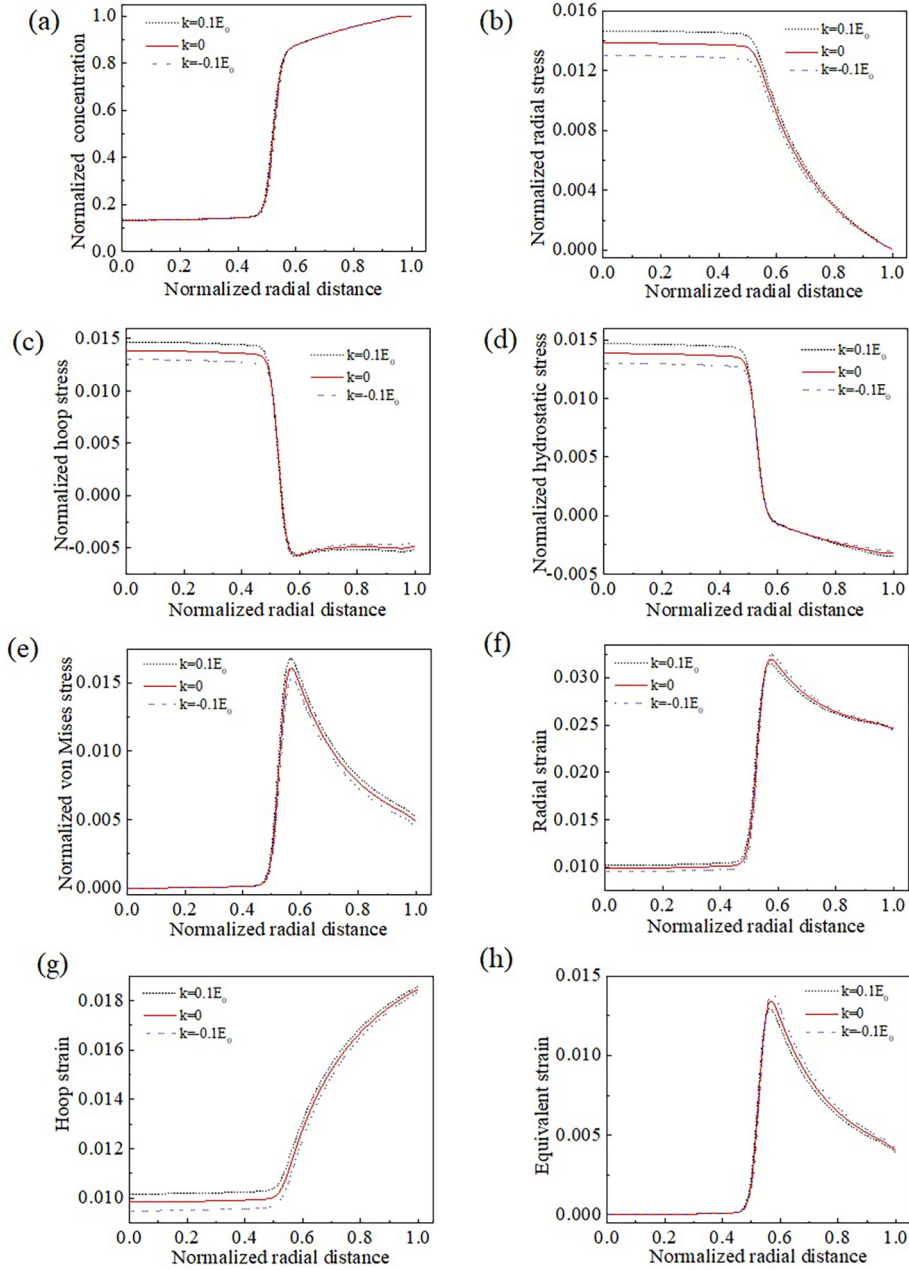 (a)
k=0.1E₀
k=0
k=-0.1E₀
Normalized concentration
1.0
0.8
0.6
0.4
0.2
0.0
0.0 0.2 0.4 0.6 0.8 1.0
Normalized radial distance
(b)
k=0.1E₀
k=0
k=-0.1E₀
Normalized radial stress
0.016
0.012
0.008
0.004
0.000
0.0 0.2 0.4 0.6 0.8 1.0
Normalized radial distance
(c)
k=0.1E₀
k=0
k=-0.1E₀
Normalized hoop stress
0.015
0.010
0.005
0.000
-0.005
0.0 0.2 0.4 0.6 0.8 1.0
Normalized radial distance
(d)
k=0.1E₀
k=0
k=-0.1E₀
Normalized hydrostatic stress
0.015
0.010
0.005
0.000
-0.005
0.0 0.2 0.4 0.6 0.8 1.0
Normalized radial distance
(e)
k=0.1E₀
k=0
k=-0.1E₀
Normalized von Mises stress
0.015
0.010
0.005
0.000
0.0 0.2 0.4 0.6 0.8 1.0
Normalized radial distance
(f)
k=0.1E₀
k=0
k=-0.1E₀
Radial strain
0.030
0.025
0.020
0.015
0.010
0.0 0.2 0.4 0.6 0.8 1.0
Normalized radial distance
(g)
k=0.1E₀
k=0
k=-0.1E₀
Hoop strain
0.018
0.016
0.014
0.012
0.010
0.0 0.2 0.4 0.6 0.8 1.0
Normalized radial distance
(h)
k=0.1E₀
k=0
k=-0.1E₀
Equivalent strain
0.015
0.010
0.005
0.000
0.0 0.2 0.4 0.6 0.8 1.0
Normalized radial distance